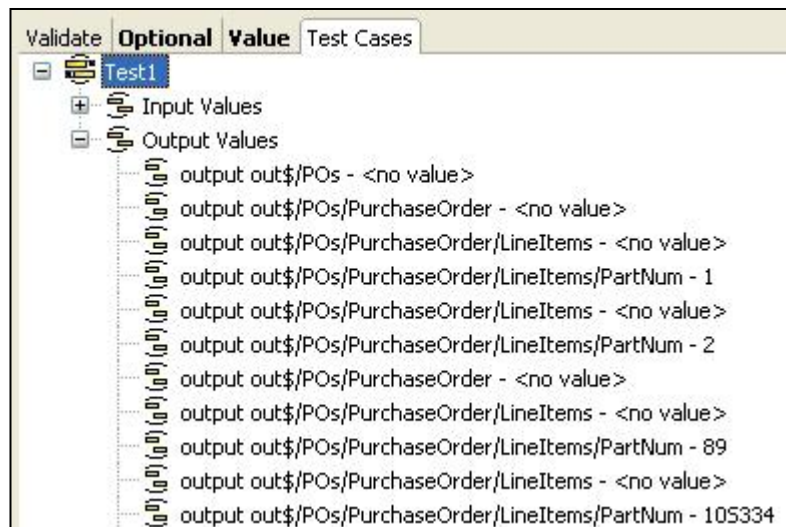 Validate Optional Value Test Cases
Test1
Input Values
Output Values
output out$/POs - <no value>
output out$/POs/PurchaseOrder - <no value>
output out$/POs/PurchaseOrder/LineItems - <no value>
output out$/POs/PurchaseOrder/LineItems/PartNum - 1
output out$/POs/PurchaseOrder/LineItems - <no value>
output out$/POs/PurchaseOrder/LineItems/PartNum - 2
output out$/POs/PurchaseOrder - <no value>
output out$/POs/PurchaseOrder/LineItems - <no value>
output out$/POs/PurchaseOrder/LineItems/PartNum - 89
output out$/POs/PurchaseOrder/LineItems - <no value>
output out$/POs/PurchaseOrder/LineItems/PartNum - 105334